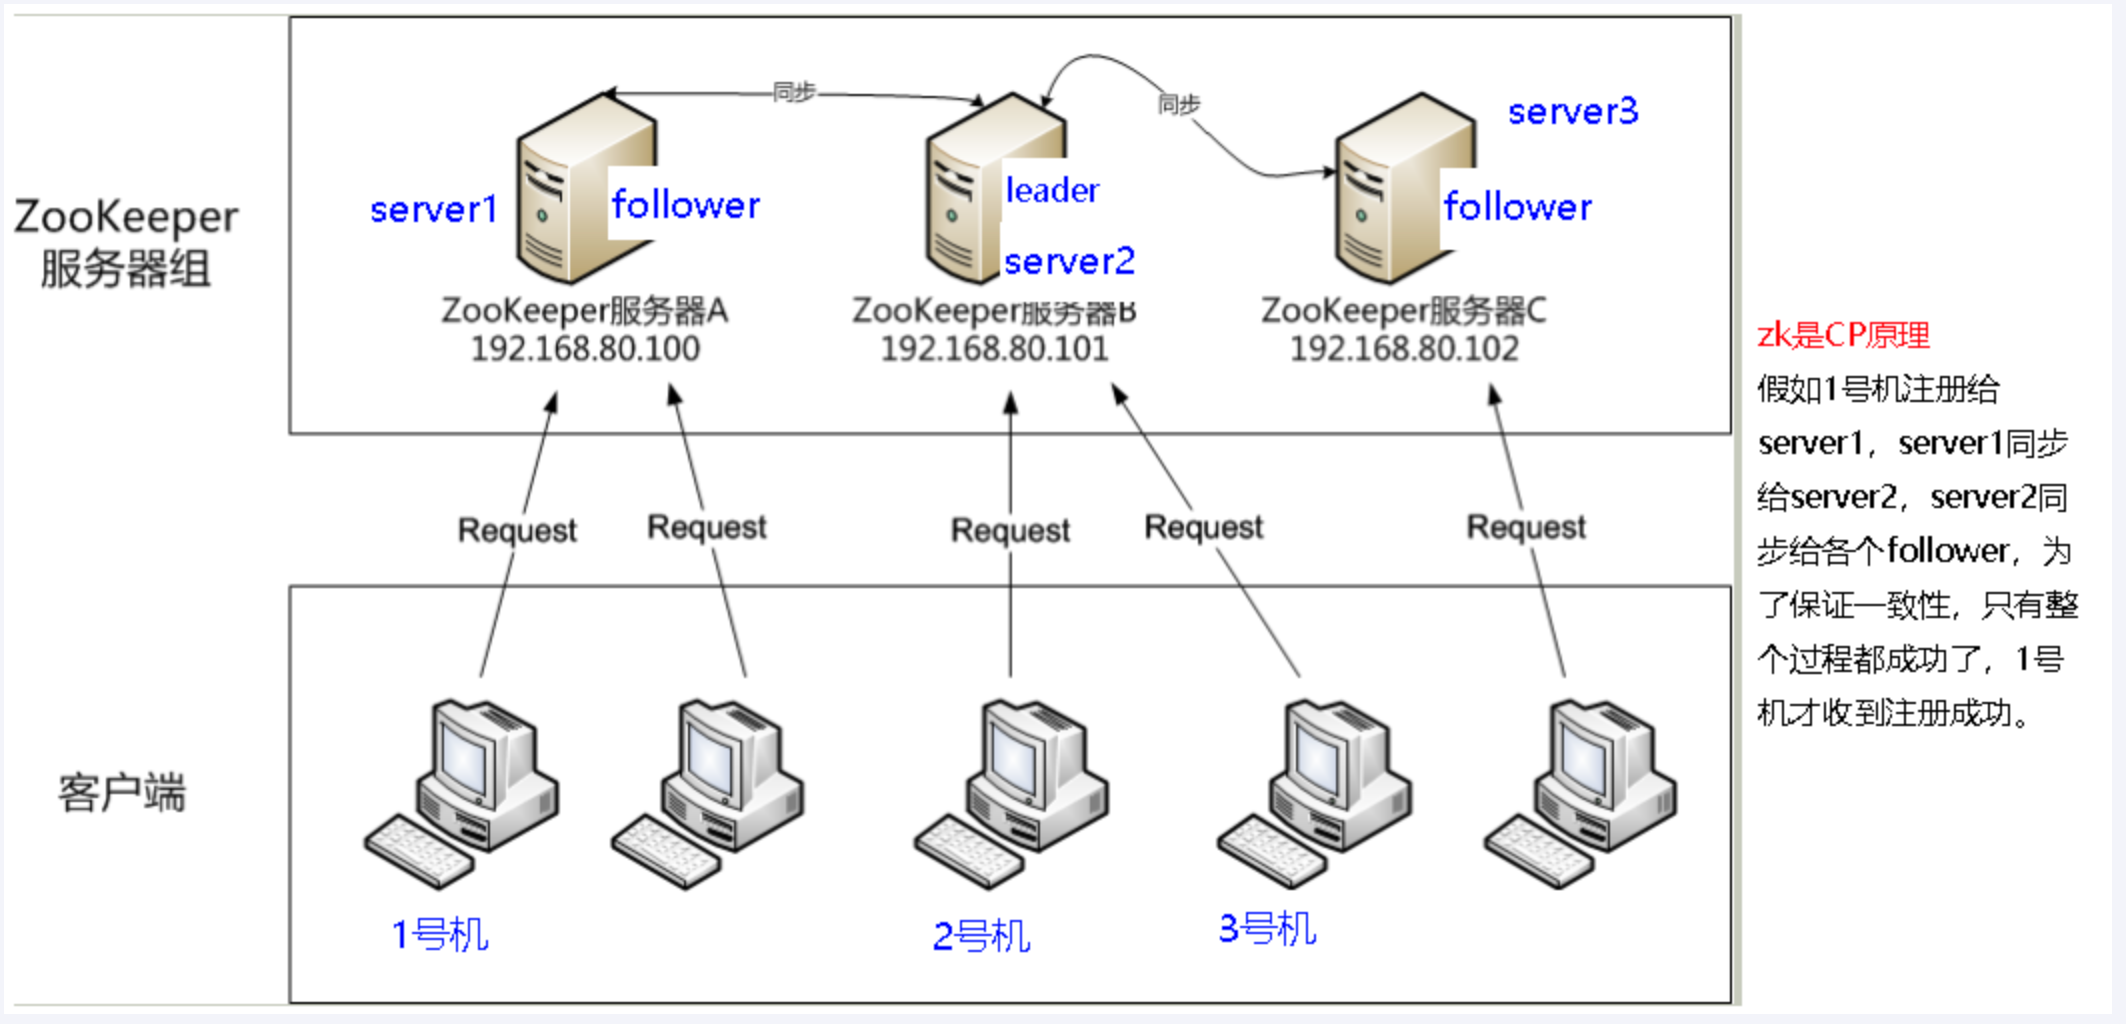 同步
同步
server3
ZooKeeper
服务器组
server1
follower
leader
server2
follower
ZooKeeper服务器A
192.168.80.100
ZooKeeper服务器B
192.168.80.101
ZooKeeper服务器C
192.168.80.102
Request
Request
Request
Request
Request
客户端
1号机
2号机
3号机
zk是CP原理
假如1号机注册给
server1，server1同步
给server2，server2同
步给各个follower，为
了保证一致性，只有整
个过程都成功了，1号
机才收到注册成功。